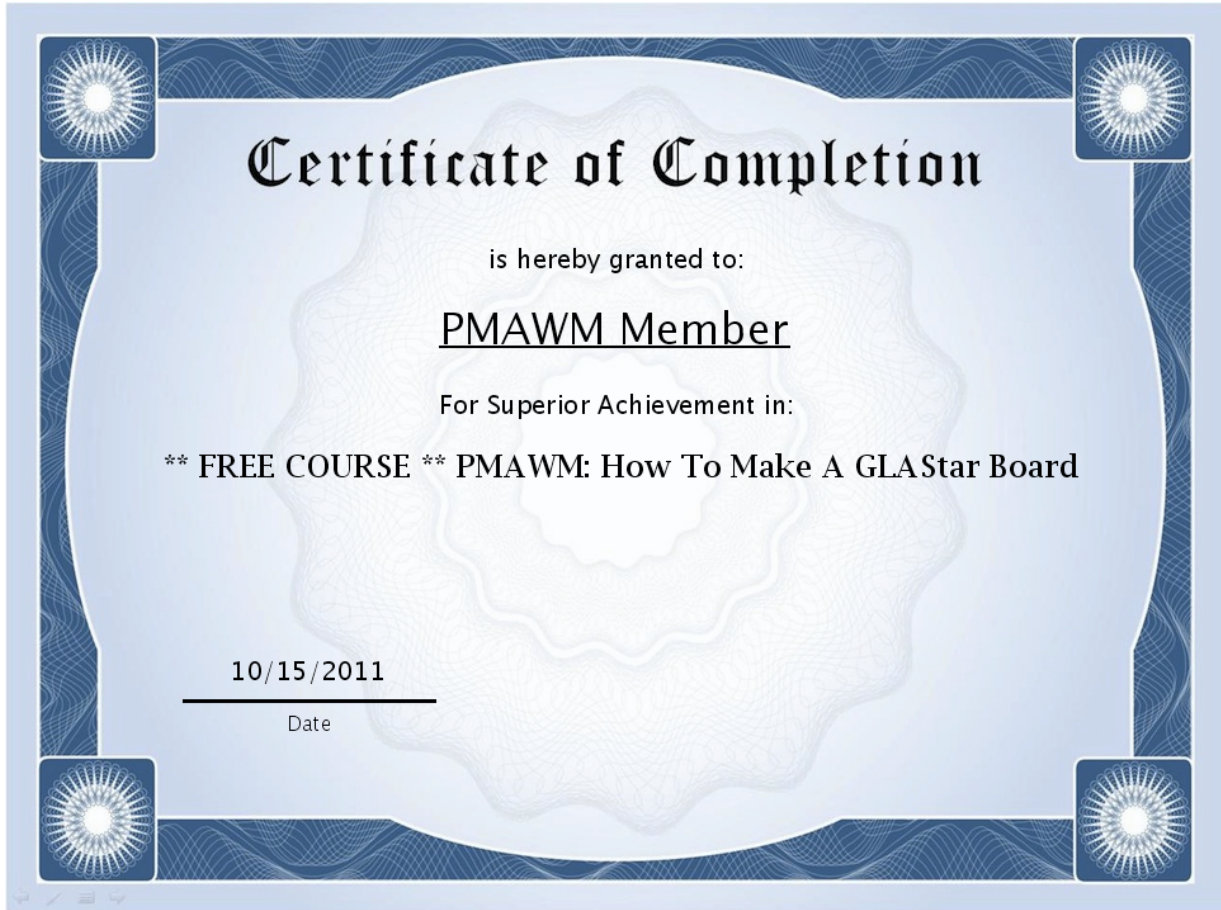 Certificate of Completion
is hereby granted to:
PMAWM Member
For Superior Achievement in:
** FREE COURSE ** PMAWM: How To Make A GLAStar Board
10/15/2011
Date